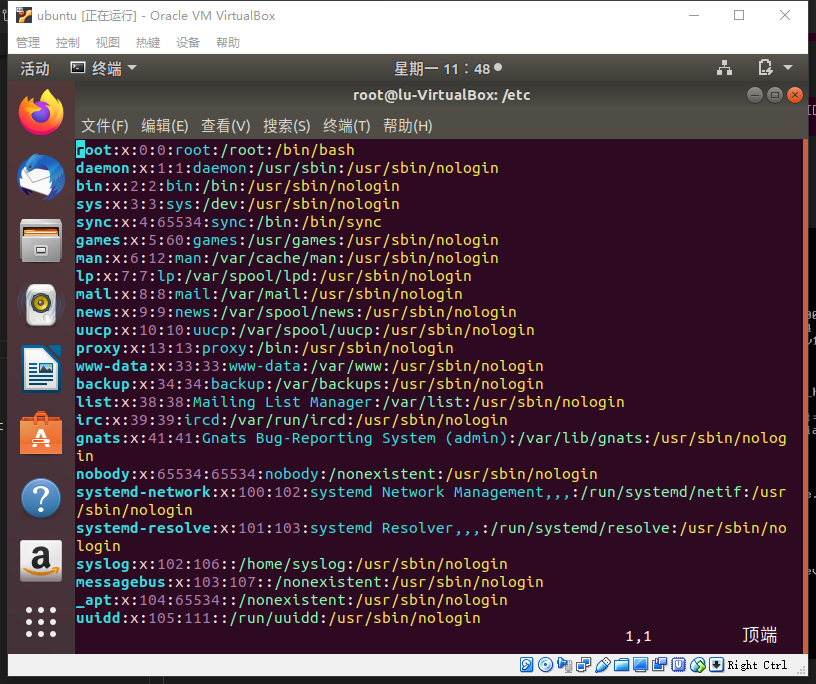 ubuntu [正在运行] - Oracle VM VirtualBox
管理 控制 视图 热键 设备 帮助
活动 终端 星期一 11：48
root@lu-VirtualBox: /etc
文件(F) 编辑(E) 查看(V) 搜索(S) 终端(T) 帮助(H)
root:x:0:0:root:/root:/bin/bash
daemon:x:1:1:daemon:/usr/sbin:/usr/sbin/nologin
bin:x:2:2:bin:/bin:/usr/sbin/nologin
sys:x:3:3:sys:/dev:/usr/sbin/nologin
sync:x:4:65534:sync:/bin:/bin/sync
games:x:5:60:games:/usr/games:/usr/sbin/nologin
man:x:6:12:man:/var/cache/man:/usr/sbin/nologin
lp:x:7:7:lp:/var/spool/lpd:/usr/sbin/nologin
mail:x:8:8:mail:/var/mail:/usr/sbin/nologin
news:x:9:9:news:/var/spool/news:/usr/sbin/nologin
uucp:x:10:10:uucp:/var/spool/uucp:/usr/sbin/nologin
proxy:x:13:13:proxy:/bin:/usr/sbin/nologin
www-data:x:33:33:www-data:/var/www:/usr/sbin/nologin
backup:x:34:34:backup:/var/backups:/usr/sbin/nologin
list:x:38:38:Mailing List Manager:/var/list:/usr/sbin/nologin
irc:x:39:39:ircd:/var/run/ircd:/usr/sbin/nologin
gnats:x:41:41:Gnats Bug-Reporting System (admin):/var/lib/gnats:/usr/sbin/nolog
in
nobody:x:65534:65534:nobody:/nonexistent:/usr/sbin/nologin
systemd-network:x:100:102:systemd Network Management,,,:/run/systemd/netif:/usr
/sbin/nologin
systemd-resolve:x:101:103:systemd Resolver,,,:/run/systemd/resolve:/usr/sbin/no
login
syslog:x:102:106::/home/syslog:/usr/sbin/nologin
messagebus:x:103:107::/nonexistent:/usr/sbin/nologin
_apt:x:104:65534::/nonexistent:/usr/sbin/nologin
uuidd:x:105:111::/run/uuidd:/usr/sbin/nologin
1,1 顶端
Right Ctrl